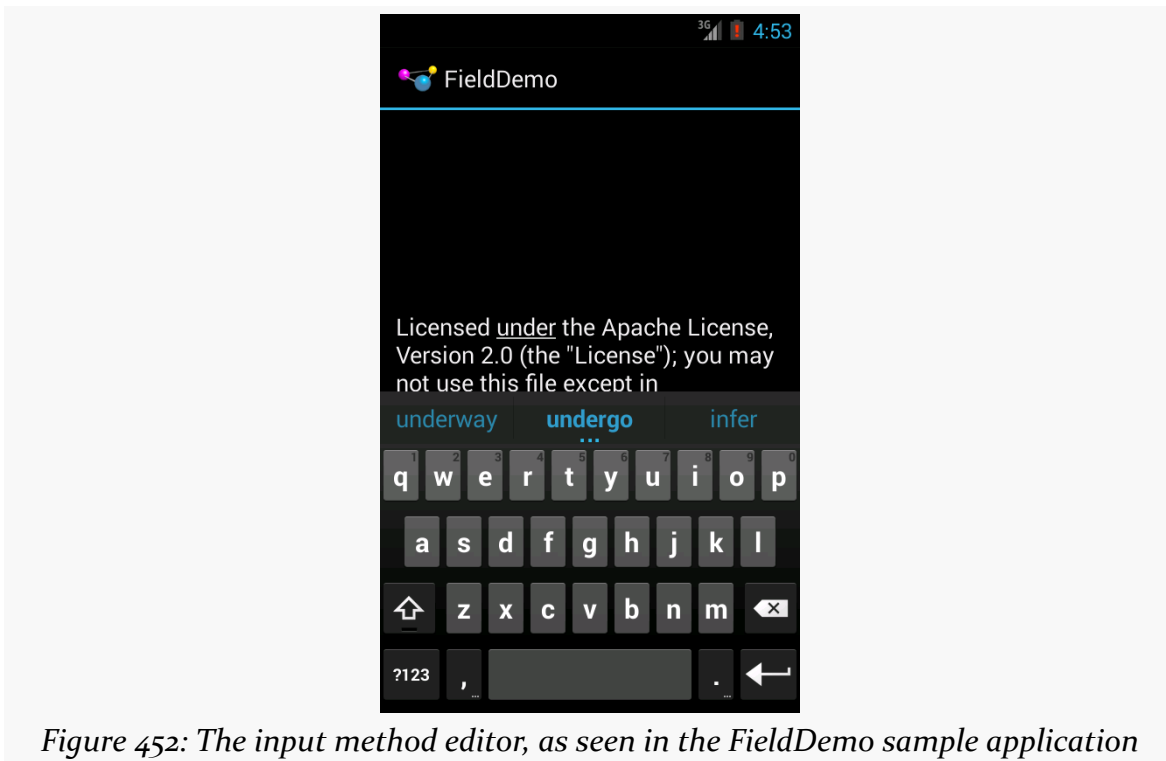 3G 4:53
FieldDemo
Licensed under the Apache License,
Version 2.0 (the "License"); you may
not use this file except in
underway undergo infer
1 2 3 4 5 6 7 8 9 0
q w e r t y u i o p
a s d f g h j k l
z x c v b n m
?123 , ... . ...
Figure 452: The input method editor, as seen in the FieldDemo sample application